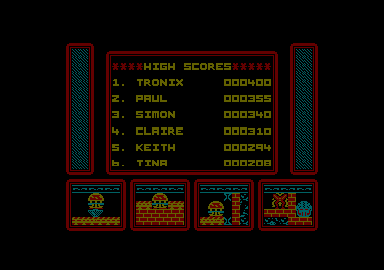 ****HIGH SCORES*****
1. TRONIX 000400
2. PAUL 000355
3. SIMON 000340
4. CLAIRE 000310
5. KEITH 000294
6. TINA 000208